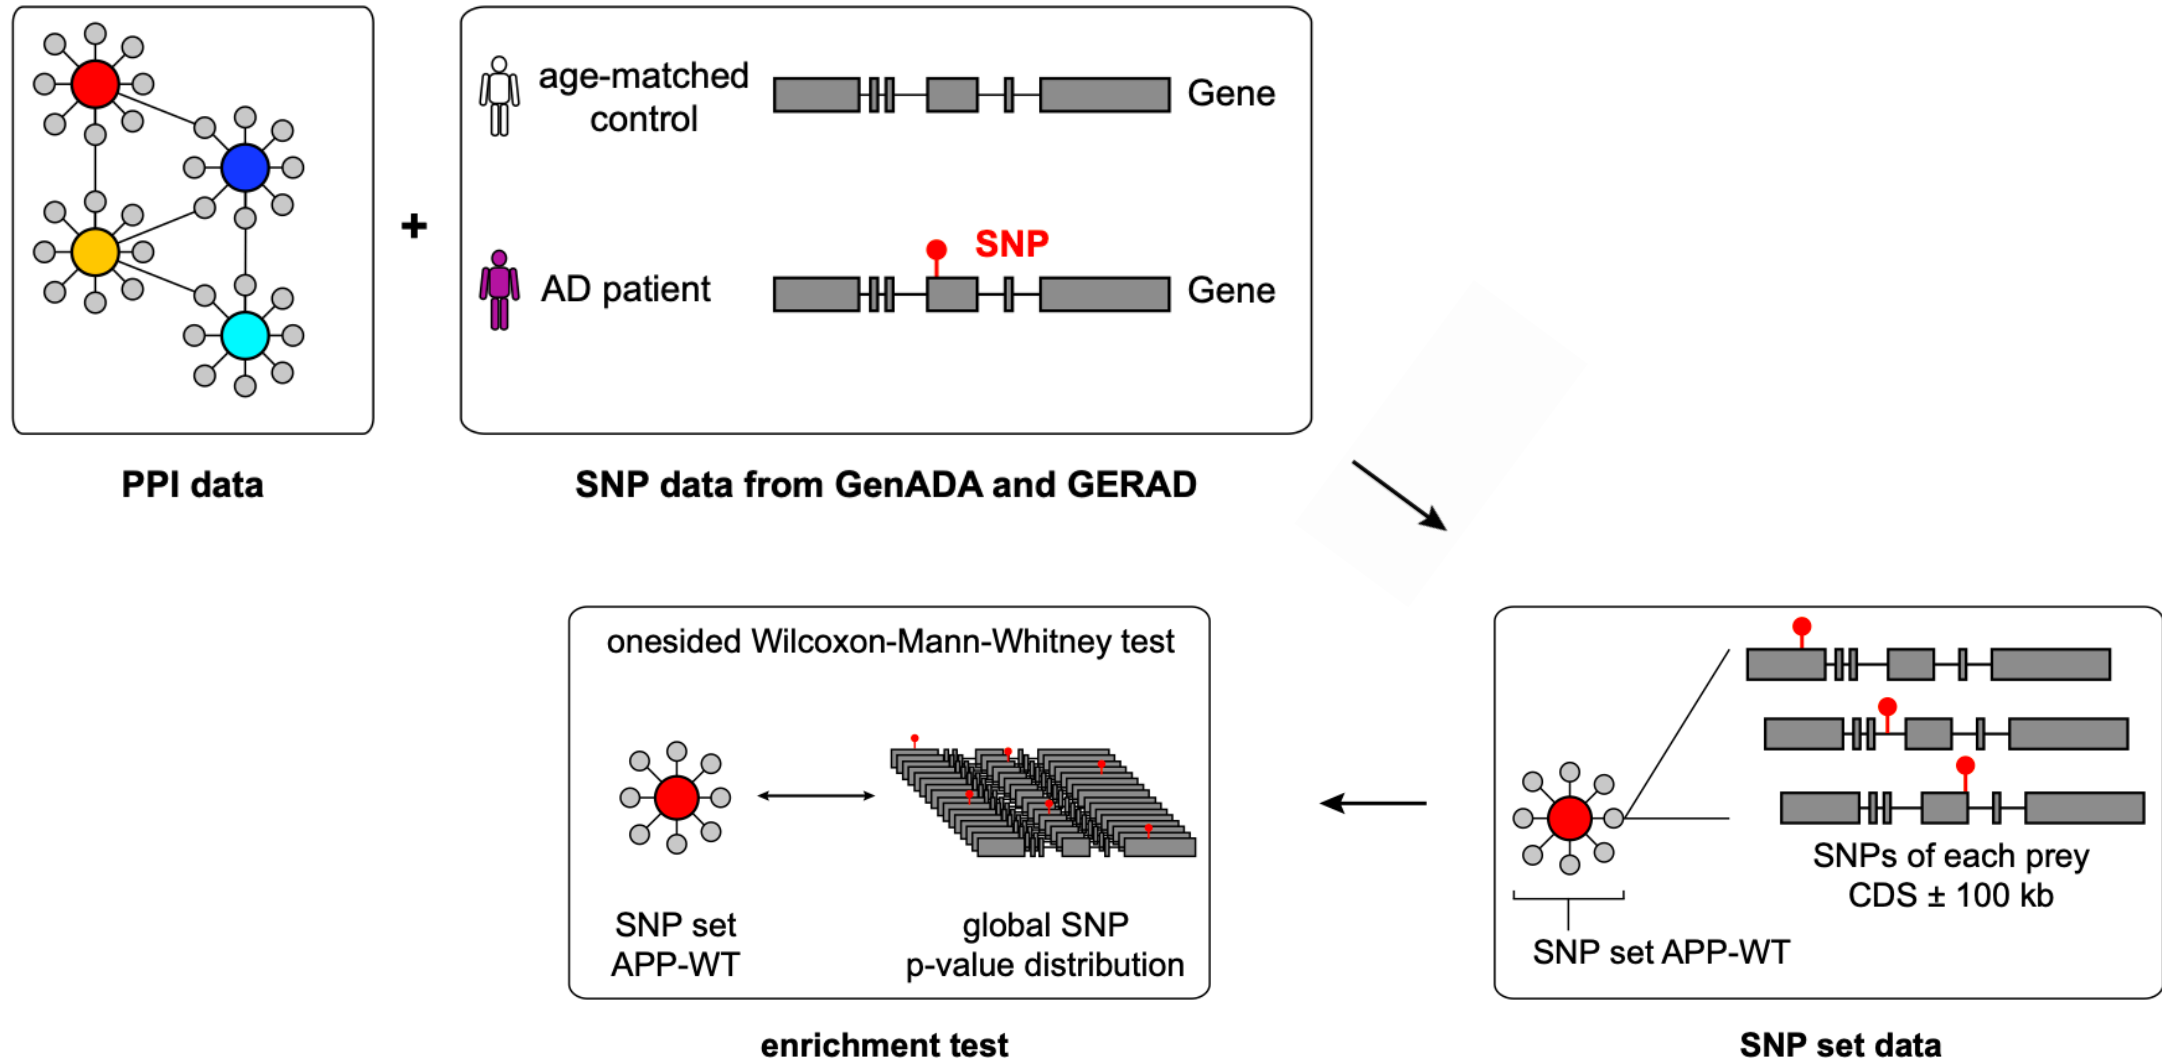 age-matched
control
Gene
+
SNP
AD patient
Gene
PPI data
SNP data from GenADA and GERAD
onesided Wilcoxon-Mann-Whitney test
SNP set
APP-WT
global SNP
p-value distribution
enrichment test
SNPs of each prey
CDS ± 100 kb
SNP set APP-WT
SNP set data